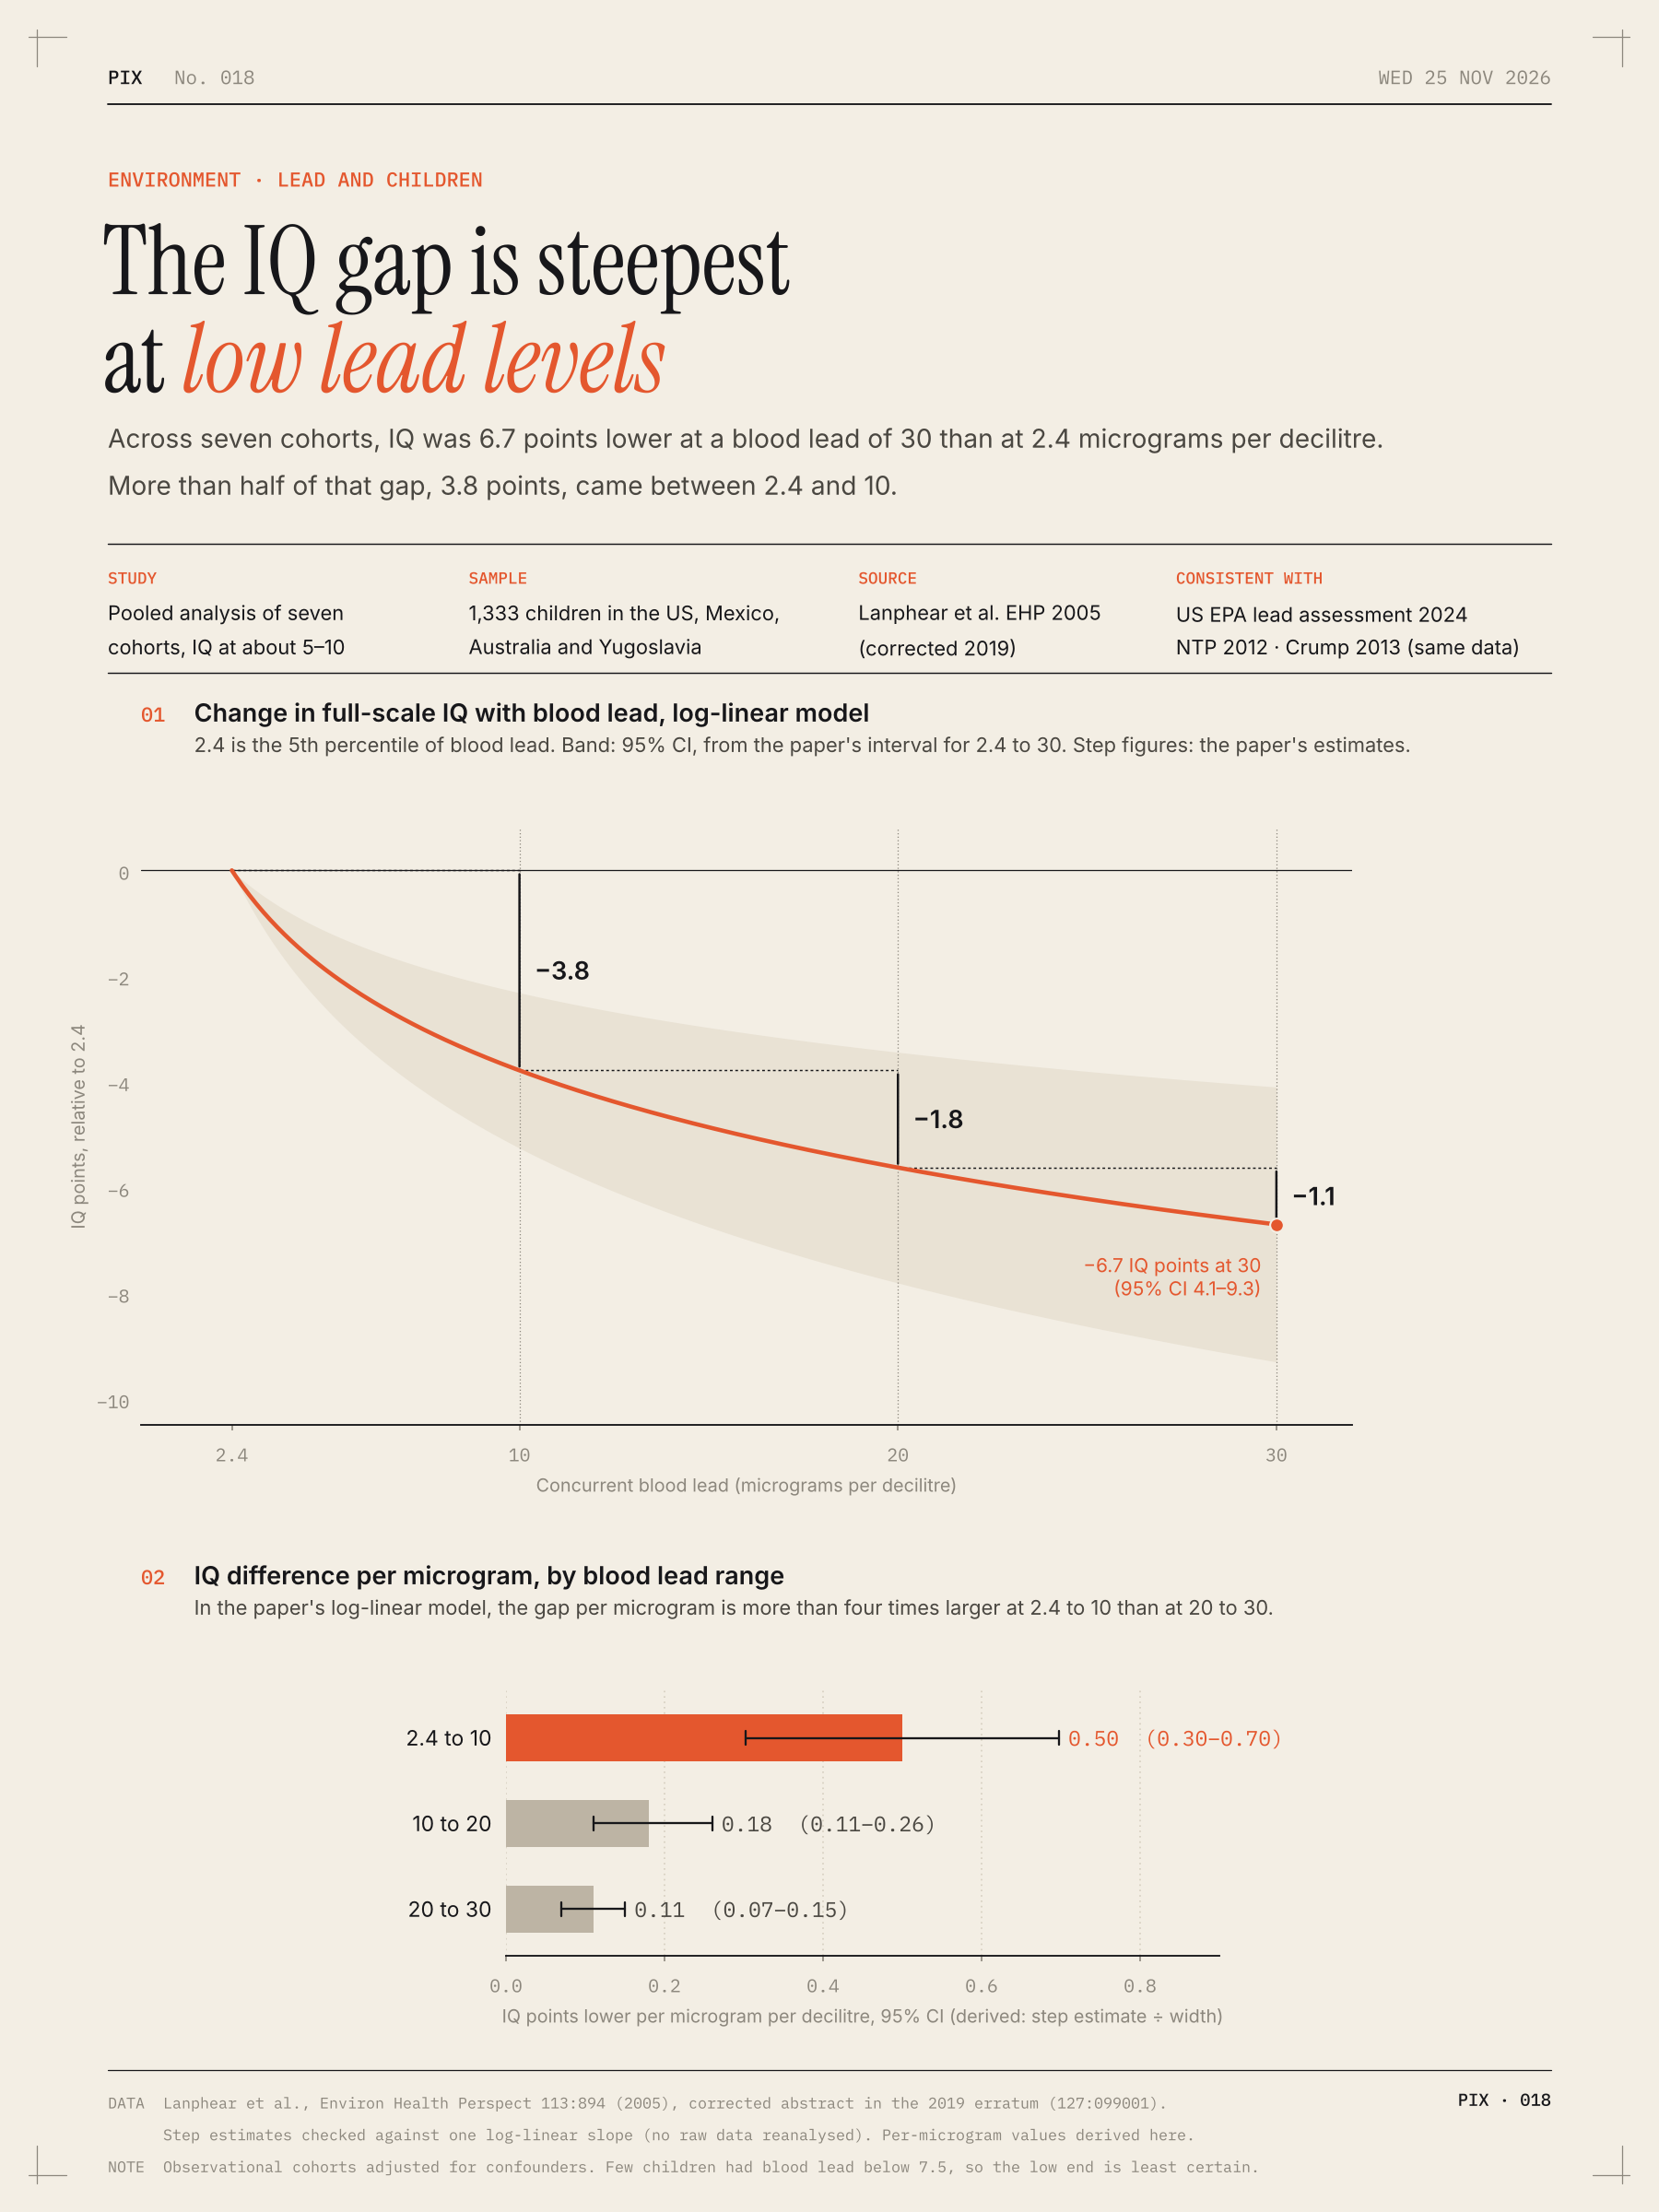 PIX No. 018
WED 25 NOV 2026
ENVIRONMENT · LEAD AND CHILDREN
The IQ gap is steepest
at low lead levels
Across seven cohorts, IQ was 6.7 points lower at a blood lead of 30 than at 2.4 micrograms per decilitre.
More than half of that gap, 3.8 points, came between 2.4 and 10.
STUDY
Pooled analysis of seven
cohorts, IQ at about 5–10
SAMPLE
1,333 children in the US, Mexico,
Australia and Yugoslavia
SOURCE
Lanphear et al. EHP 2005
(corrected 2019)
CONSISTENT WITH
US EPA lead assessment 2024
NTP 2012 · Crump 2013 (same data)
01 Change in full-scale IQ with blood lead, log-linear model
2.4 is the 5th percentile of blood lead. Band: 95% CI, from the paper's interval for 2.4 to 30. Step figures: the paper's estimates.
IQ points, relative to 2.4
0
−2
−4
−6
−8
−10
−3.8
−1.8
−1.1
−6.7 IQ points at 30
(95% CI 4.1–9.3)
2.4 10 20 30
Concurrent blood lead (micrograms per decilitre)
02 IQ difference per microgram, by blood lead range
In the paper's log-linear model, the gap per microgram is more than four times larger at 2.4 to 10 than at 20 to 30.
2.4 to 10 0.50 (0.30–0.70)
10 to 20 0.18 (0.11–0.26)
20 to 30 0.11 (0.07–0.15)
0.0 0.2 0.4 0.6 0.8
IQ points lower per microgram per decilitre, 95% CI (derived: step estimate ÷ width)
DATA Lanphear et al., Environ Health Perspect 113:894 (2005), corrected abstract in the 2019 erratum (127:099001).
Step estimates checked against one log-linear slope (no raw data reanalysed). Per-microgram values derived here.
NOTE Observational cohorts adjusted for confounders. Few children had blood lead below 7.5, so the low end is least certain.
PIX · 018